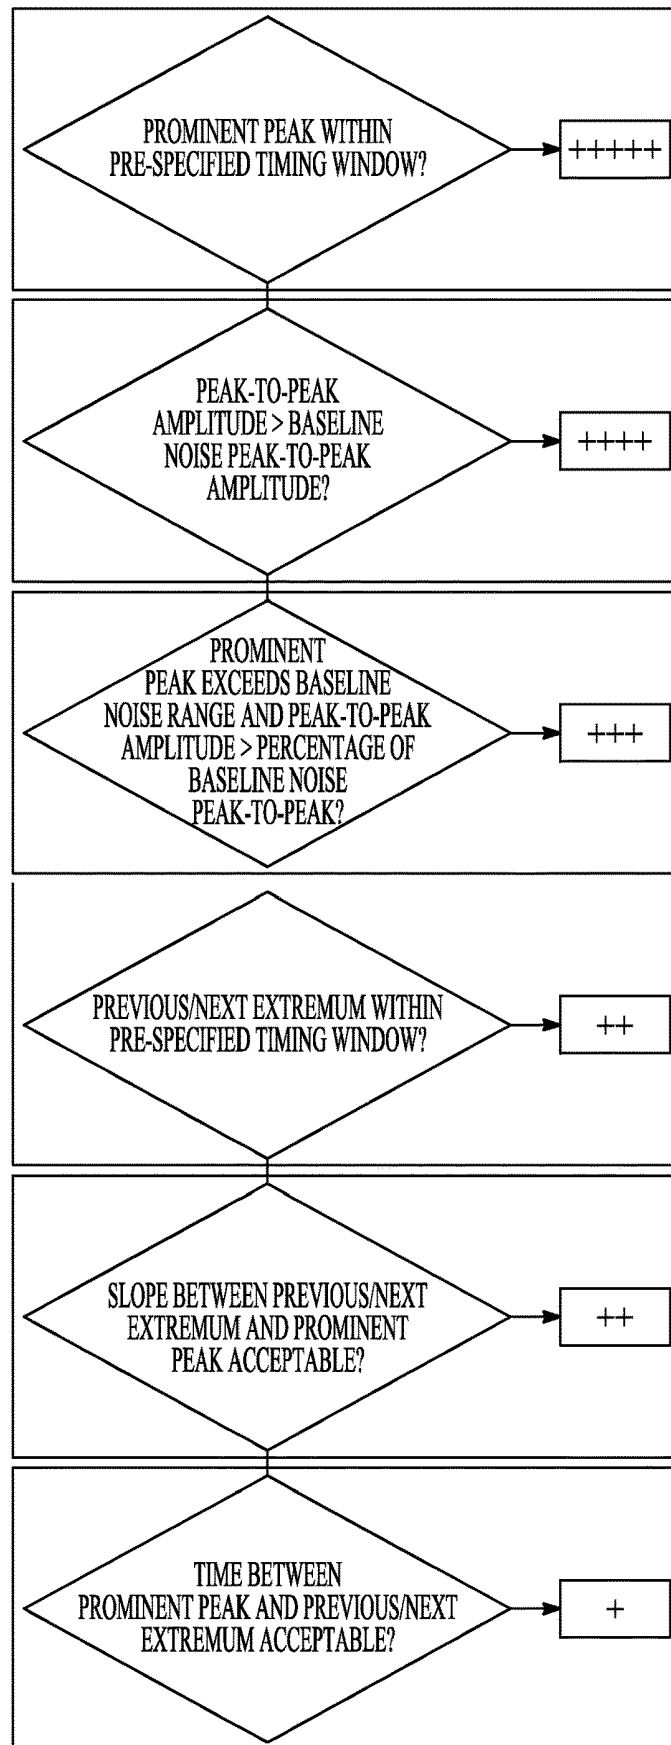 PROMINENT PEAK WITHIN
PRE-SPECIFIED TIMING WINDOW?
+++++
PEAK-TO-PEAK
AMPLITUDE > BASELINE
NOISE PEAK-TO-PEAK
AMPLITUDE?
++++
PROMINENT
PEAK EXCEEDS BASELINE
NOISE RANGE AND PEAK-TO-PEAK
AMPLITUDE > PERCENTAGE OF
BASELINE NOISE
PEAK-TO-PEAK?
+++
PREVIOUS/NEXT EXTREMUM WITHIN
PRE-SPECIFIED TIMING WINDOW?
++
SLOPE BETWEEN PREVIOUS/NEXT
EXTREMUM AND PROMINENT
PEAK ACCEPTABLE?
++
TIME BETWEEN
PROMINENT PEAK AND PREVIOUS/NEXT
EXTREMUM ACCEPTABLE?
+